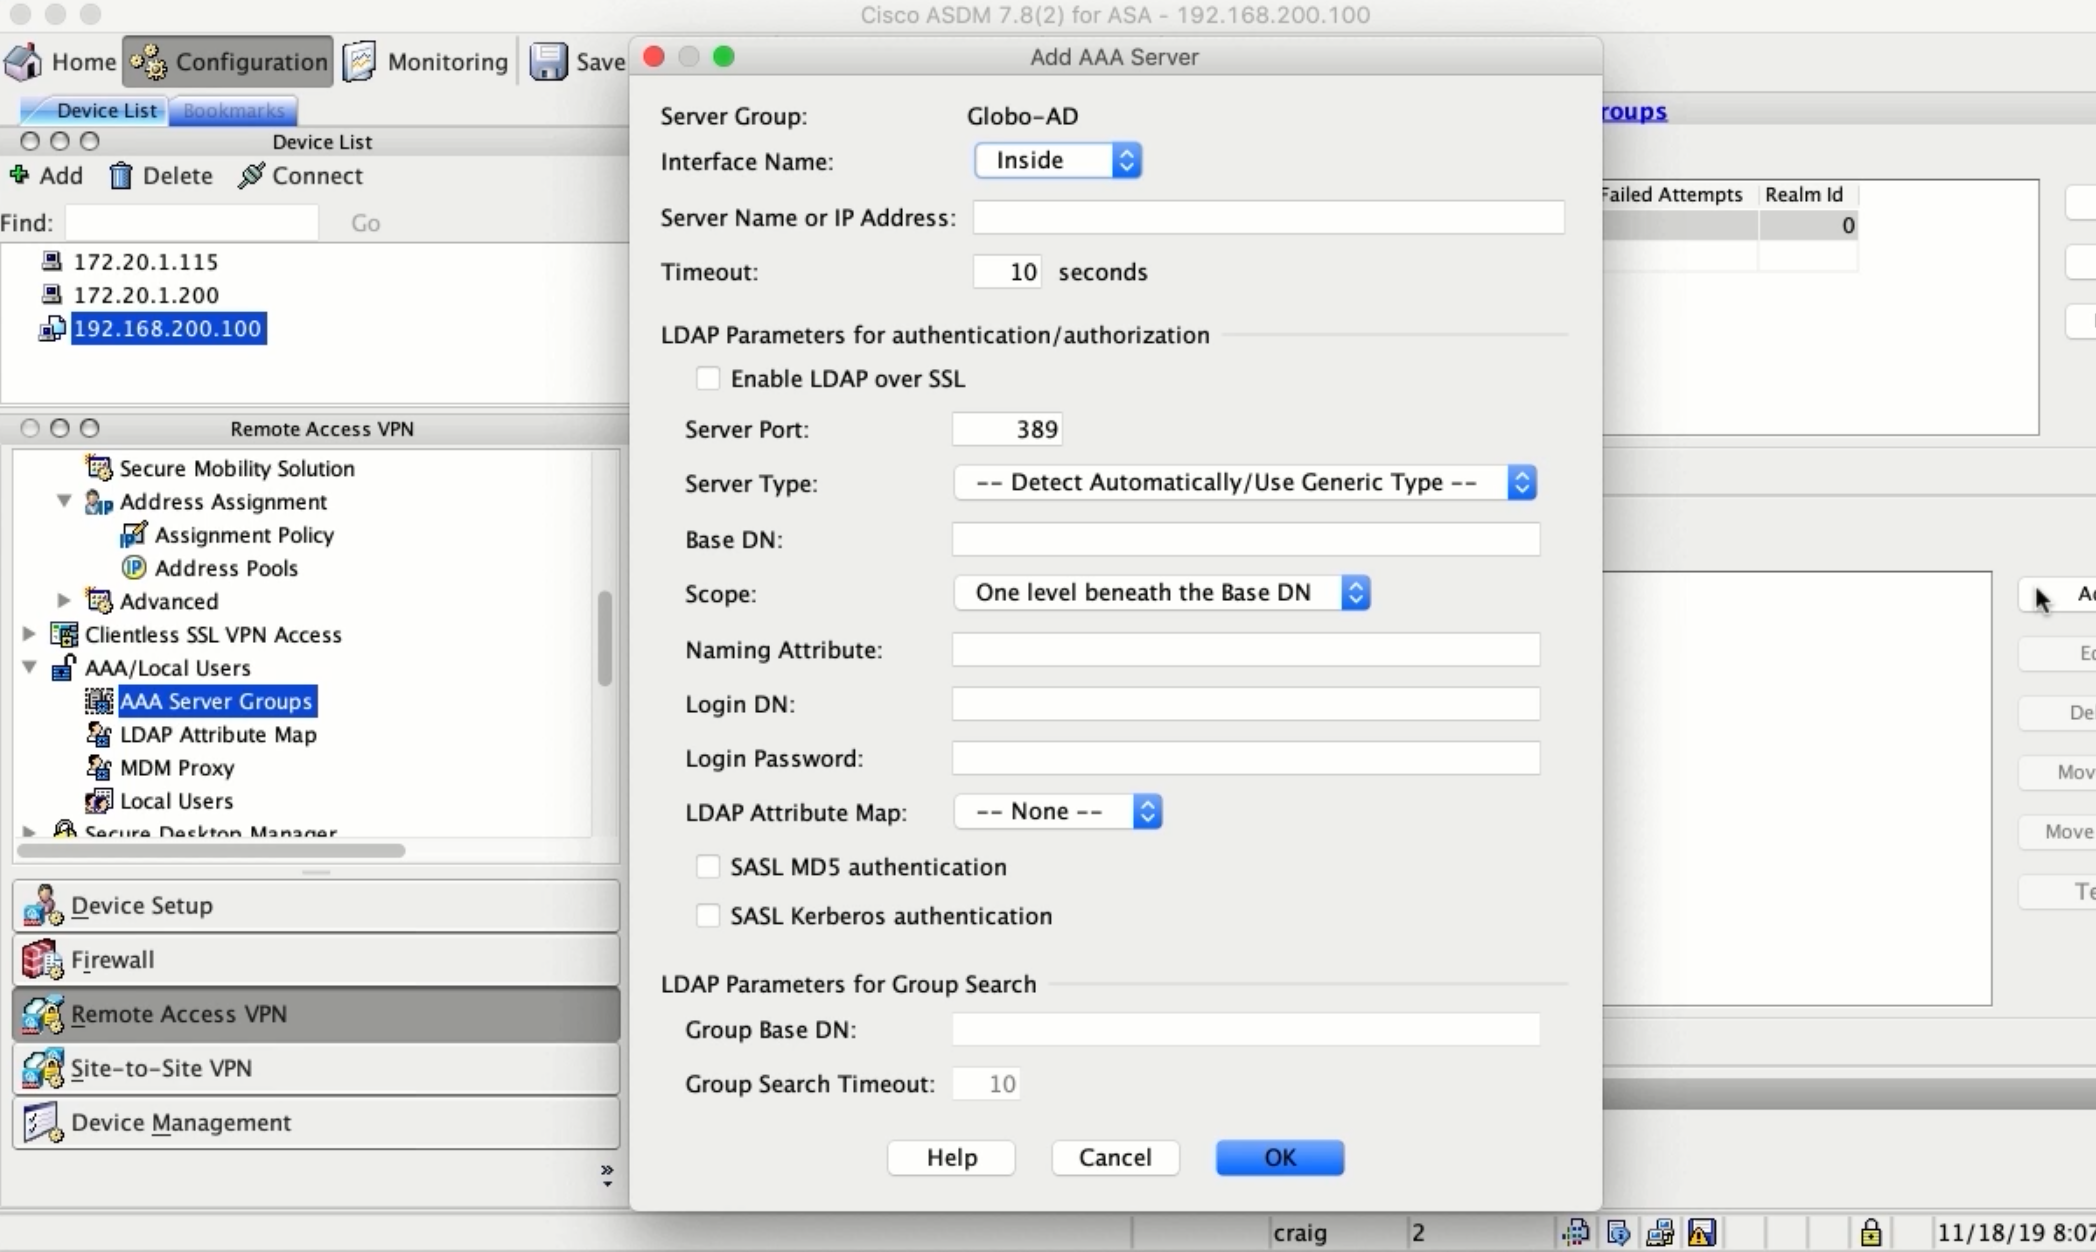 Cisco ASDM 7.8(2) for ASA - 192.168.200.100
Home
Configuration
Monitoring
Save
Device List
Bookmarks
Device List
Add
Delete
Connect
Find:
Go
172.20.1.115
172.20.1.200
192.168.200.100
Remote Access VPN
Secure Mobility Solution
Address Assignment
Assignment Policy
Address Pools
Advanced
Clientless SSL VPN Access
AAA/Local Users
AAA Server Groups
LDAP Attribute Map
MDM Proxy
Local Users
Secure Desktop Manager
Device Setup
Firewall
Remote Access VPN
Site-to-Site VPN
Device Management
Add AAA Server
Server Group: Globo-AD
Interface Name: Inside
Server Name or IP Address:
Timeout: 10 seconds
LDAP Parameters for authentication/authorization
Enable LDAP over SSL
Server Port: 389
Server Type: -- Detect Automatically/Use Generic Type --
Base DN:
Scope: One level beneath the Base DN
Naming Attribute:
Login DN:
Login Password:
LDAP Attribute Map: -- None --
SASL MD5 authentication
SASL Kerberos authentication
LDAP Parameters for Group Search
Group Base DN:
Group Search Timeout: 10
Help
Cancel
OK
roups
Failed Attempts
Realm Id
0
Mov
Move
craig
2
11/18/19 8:07